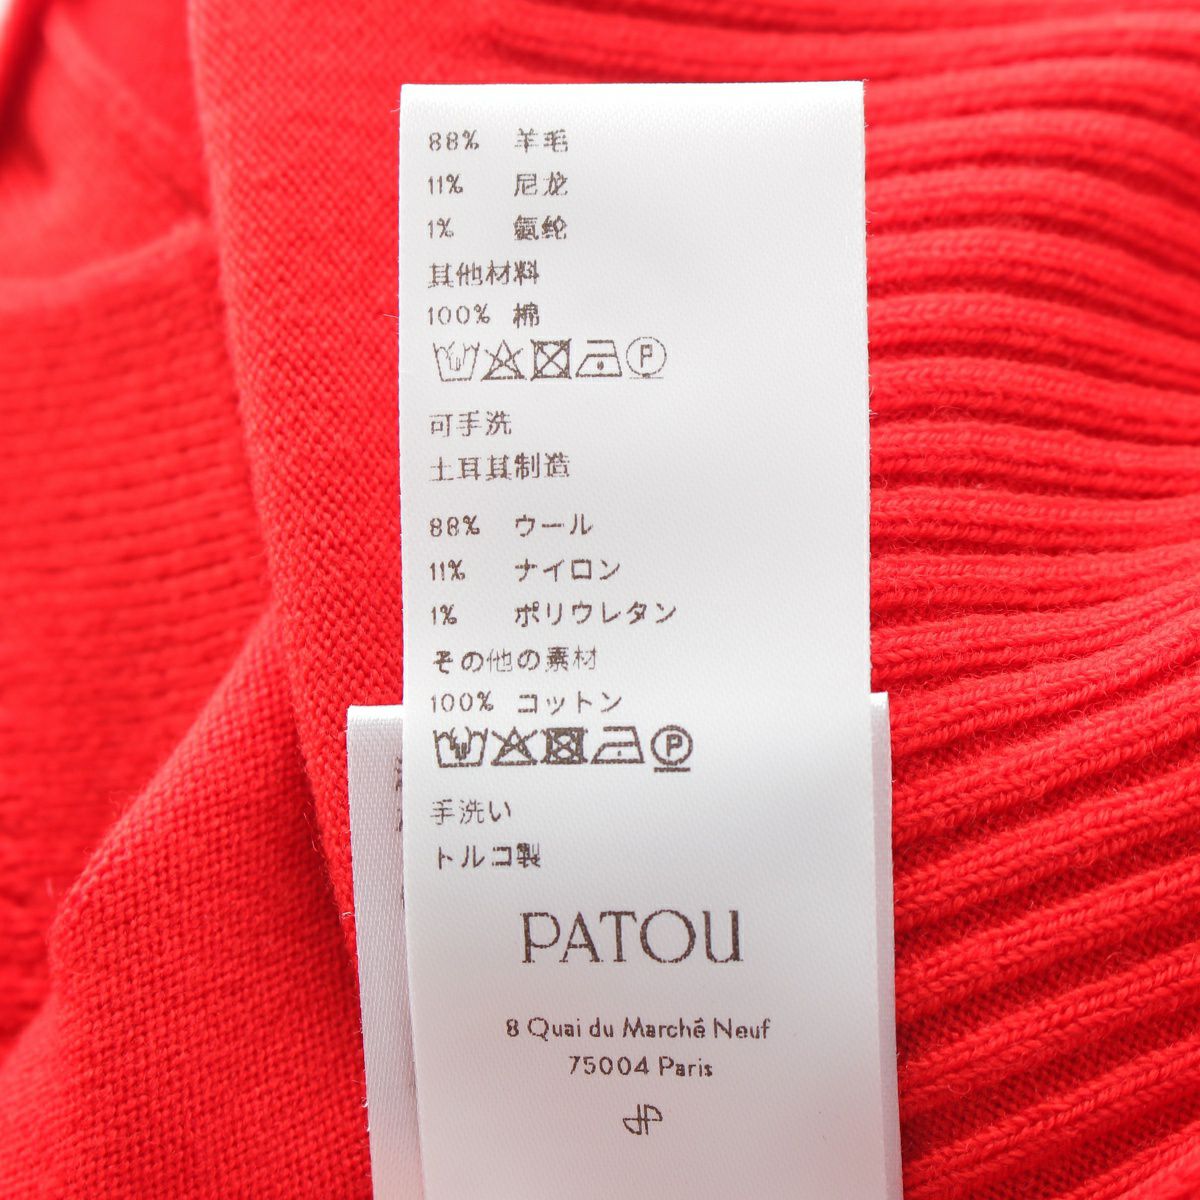 88% 羊毛
11% 尼龙
1% 氨纶
其他材料
100% 棉
P
可手洗
土耳其制造
88% ウール
11% ナイロン
1% ポリウレタン
その他の素材
100% コットン
P
手洗い
トルコ製
PATOU
8 Quai du Marché Neuf
75004 Paris
JP